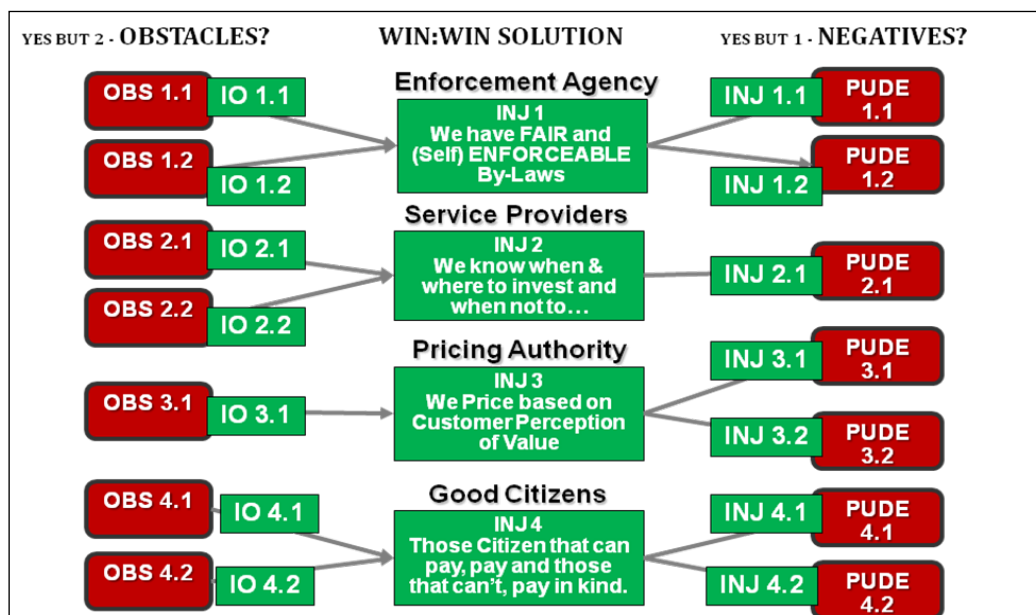 YES BUT 2 - OBSTACLES?
WIN:WIN SOLUTION
YES BUT 1 - NEGATIVES?
Enforcement Agency
OBS 1.1
IO 1.1
OBS 1.2
IO 1.2
INJ 1
We have FAIR and
(Self) ENFORCEABLE
By-Laws
INJ 1.1
PUDE
1.1
INJ 1.2
PUDE
1.2
Service Providers
OBS 2.1
IO 2.1
OBS 2.2
IO 2.2
INJ 2
We know when &
where to invest and
when not to...
INJ 2.1
PUDE
2.1
Pricing Authority
OBS 3.1
IO 3.1
INJ 3
We Price based on
Customer Perception
of Value
INJ 3.1
PUDE
3.1
INJ 3.2
PUDE
3.2
Good Citizens
OBS 4.1
IO 4.1
OBS 4.2
IO 4.2
INJ 4
Those Citizen that can
pay, pay and those
that can't, pay in kind.
INJ 4.1
PUDE
4.1
INJ 4.2
PUDE
4.2